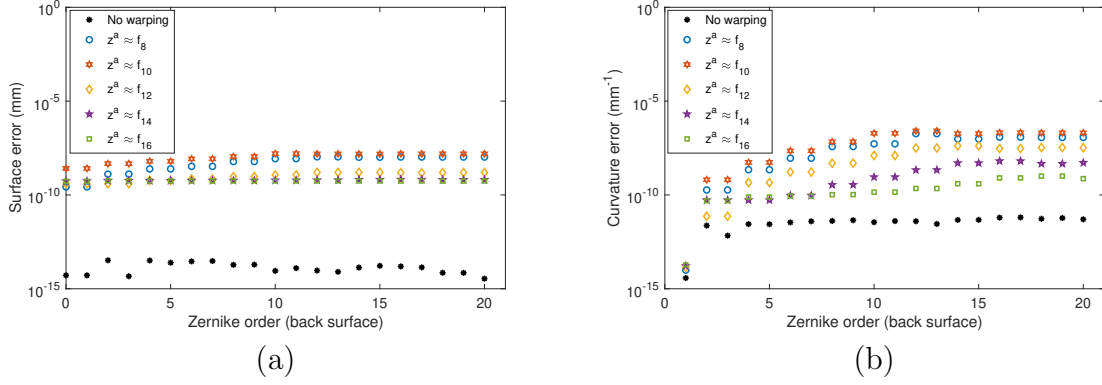 10^0
10^-5
10^-10
10^-15
Surface error (mm)
No warping
z^a ≈ f_8
z^a ≈ f_10
z^a ≈ f_12
z^a ≈ f_14
z^a ≈ f_16
0 5 10 15 20
Zernike order (back surface)
(a)
10^0
10^-5
10^-10
10^-15
Curvature error (mm^-1)
No warping
z^a ≈ f_8
z^a ≈ f_10
z^a ≈ f_12
z^a ≈ f_14
z^a ≈ f_16
0 5 10 15 20
Zernike order (back surface)
(b)